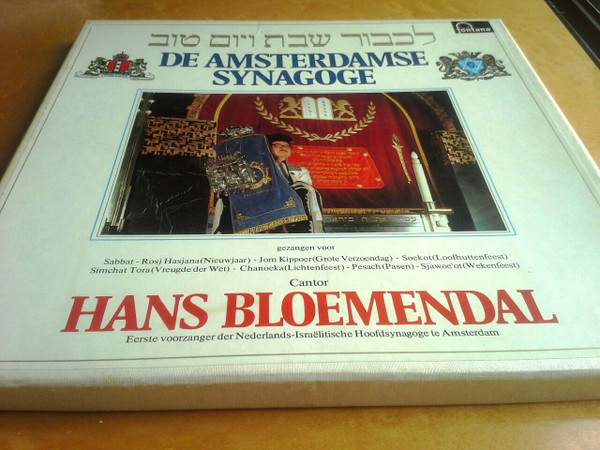 fontana
לכבור שבת ויום טוב
DE AMSTERDAMSE
SYNAGOGE
gezangen voor
Sabbat - Rosj Hasjana(Nieuwjaar) - Jom Kippoer(Grote Verzoendag) - Soekot(Loofhuttenfeest)
Simchat Tora(Vreugde der Wet) - Chanoeka(Lichtenfeest) - Pesach(Pasen) - Sjawoe'ot(Wekenfeest)
Cantor
HANS BLOEMENDAL
Eerste voorzanger der Nederlands-Israëlitische Hoofdsynagoge te Amsterdam